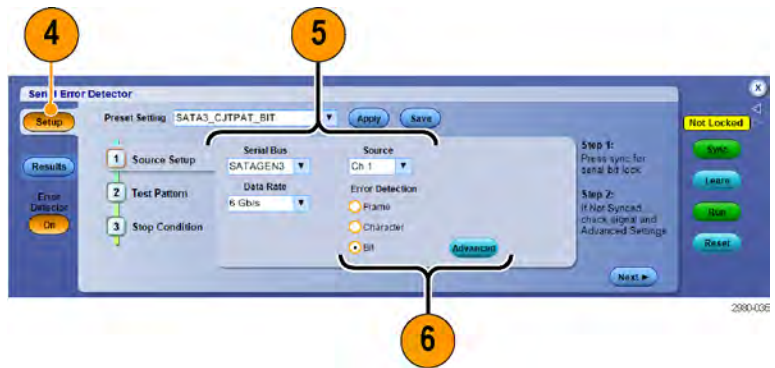 4
5
Serial Error Detector
X
Setup
Preset Setting SATA3_CJTPAT_BIT Apply Save
Not Locked
Results
Error
Detector
On
1 Source Setup
2 Test Pattern
3 Stop Condition
Serial Bus
SATAGEN3
Data Rate
6 Gb/s
Source
Ch 1
Error Detection
Frame
Character
Bit
Advanced
Step 1:
Press sync for
serial bit lock
Step 2:
If Not Synced,
check signal and
Advanced Settings
Next
Sync
Learn
Run
Reset
6